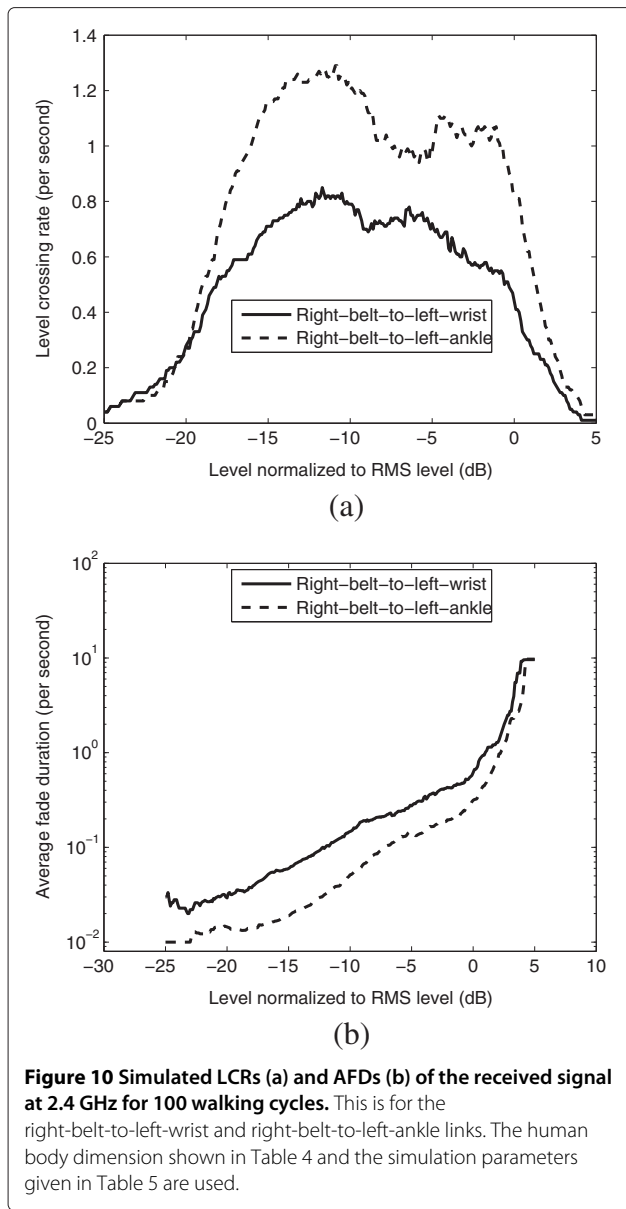 1.4
1.2
1
0.8
0.6
0.4
0.2
0
Level crossing rate (per second)
Right−belt−to−left−wrist
Right−belt−to−left−ankle
−25 −20 −15 −10 −5 0 5
Level normalized to RMS level (dB)
(a)
10^2
10^1
10^0
10^−1
10^−2
Average fade duration (per second)
Right−belt−to−left−wrist
Right−belt−to−left−ankle
−30 −25 −20 −15 −10 −5 0 5 10
Level normalized to RMS level (dB)
(b)
Figure 10 Simulated LCRs (a) and AFDs (b) of the received signal
at 2.4 GHz for 100 walking cycles. This is for the
right-belt-to-left-wrist and right-belt-to-left-ankle links. The human
body dimension shown in Table 4 and the simulation parameters
given in Table 5 are used.